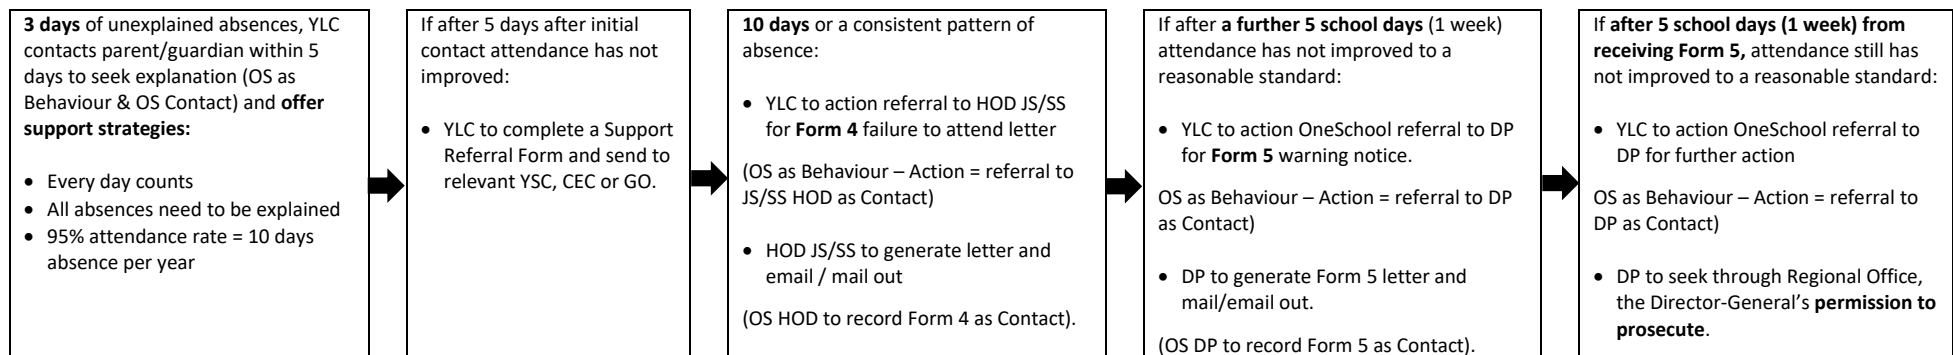 3 days of unexplained absences, YLC
contacts parent/guardian within 5
days to seek explanation (OS as
Behaviour & OS Contact) and offer
support strategies:
• Every day counts
• All absences need to be explained
• 95% attendance rate = 10 days
absence per year
If after 5 days after initial
contact attendance has not
improved:
• YLC to complete a Support
Referral Form and send to
relevant YSC, CEC or GO.
10 days or a consistent pattern of
absence:
• YLC to action referral to HOD JS/SS
for Form 4 failure to attend letter
(OS as Behaviour – Action = referral to
JS/SS HOD as Contact)
• HOD JS/SS to generate letter and
email / mail out
(OS HOD to record Form 4 as Contact).
If after a further 5 school days (1 week)
attendance has not improved to a
reasonable standard:
• YLC to action OneSchool referral to DP
for Form 5 warning notice.
OS as Behaviour – Action = referral to DP
as Contact)
• DP to generate Form 5 letter and
mail/email out.
(OS DP to record Form 5 as Contact).
If after 5 school days (1 week) from
receiving Form 5, attendance still has
not improved to a reasonable standard:
• YLC to action OneSchool referral to
DP for further action
OS as Behaviour – Action = referral to
DP as Contact)
• DP to seek through Regional Office,
the Director-General’s permission to
prosecute.